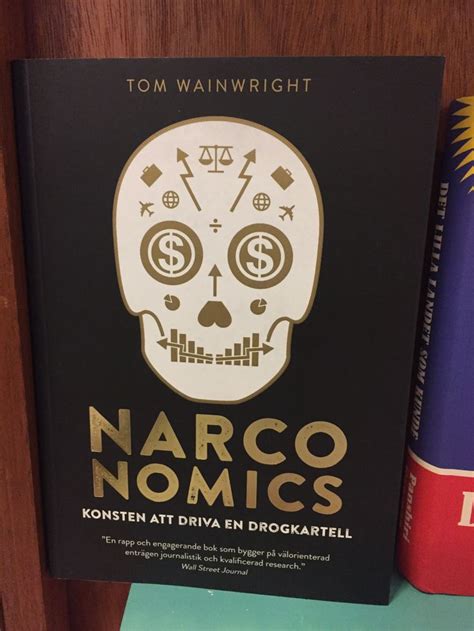 TOM WAINWRIGHT
$ $
÷
NARCO
NOMICS
KONSTEN ATT DRIVA EN DROGKARTELL
"En rapp och engagerande bok som bygger på välorienterad
enträgen journalistik och kvalificerad research."
Wall Street Journal
DET LILLA LANDET SOM KUNDE